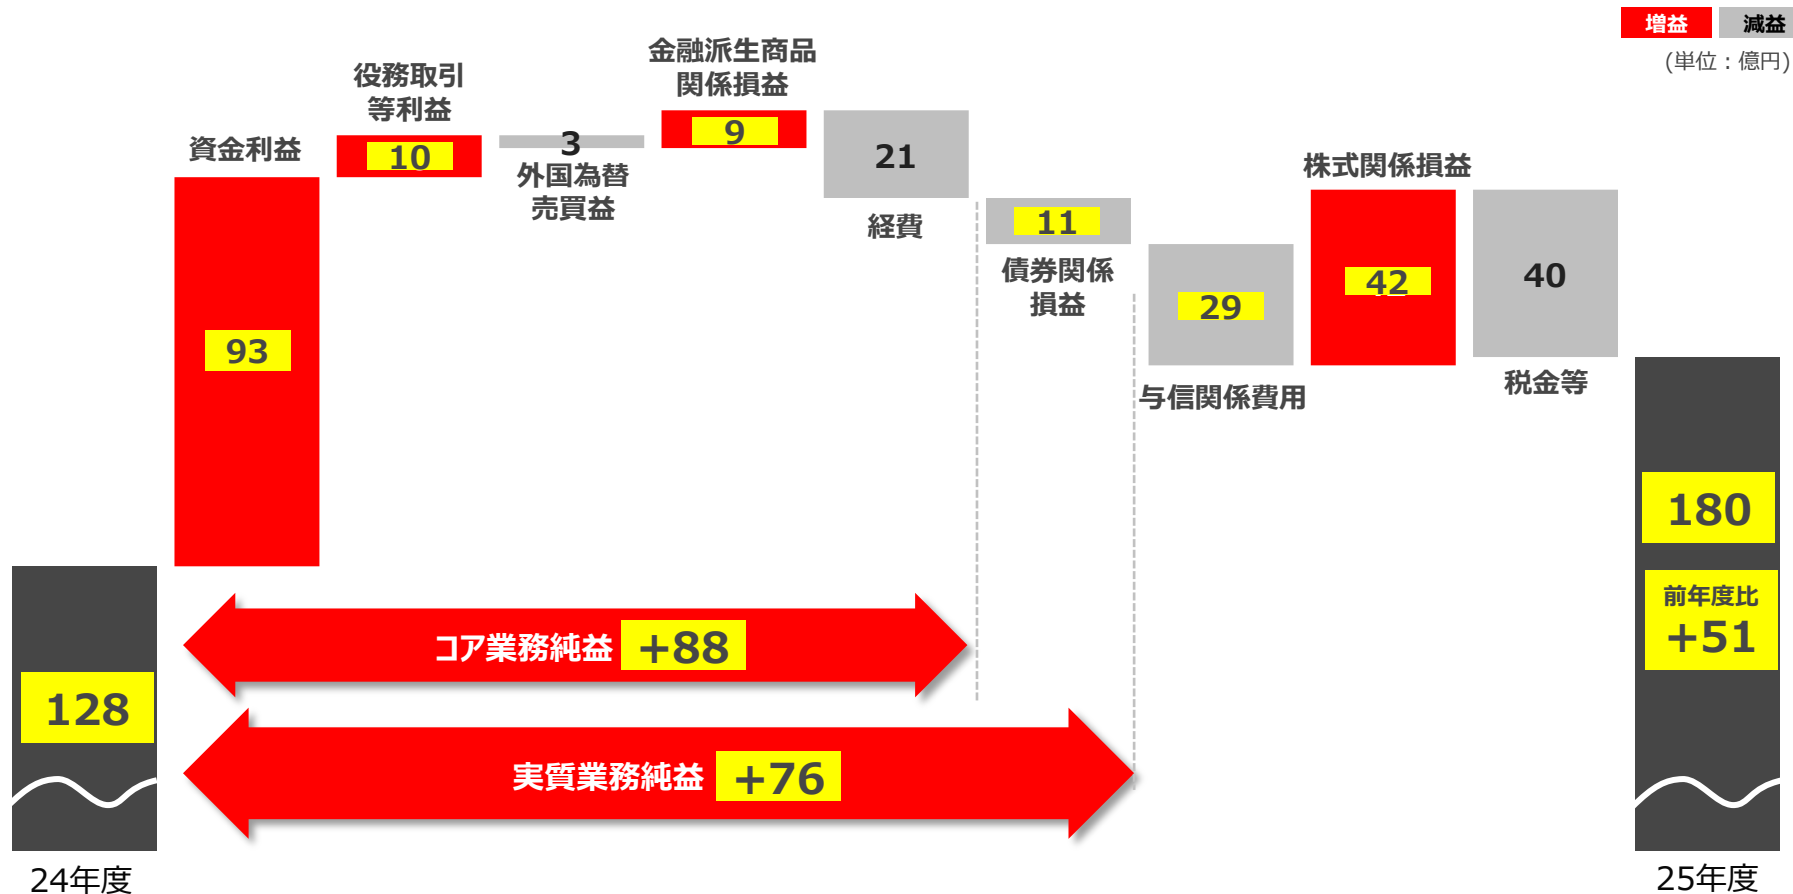 増益
減益
(単位：億円)
資金利益
93
役務取引
等利益
10
3
外国為替
売買益
金融派生商品
関係損益
9
21
経費
11
債券関係
損益
29
与信関係費用
株式関係損益
42
40
税金等
コア業務純益 +88
実質業務純益 +76
128
24年度
180
前年度比
+51
25年度